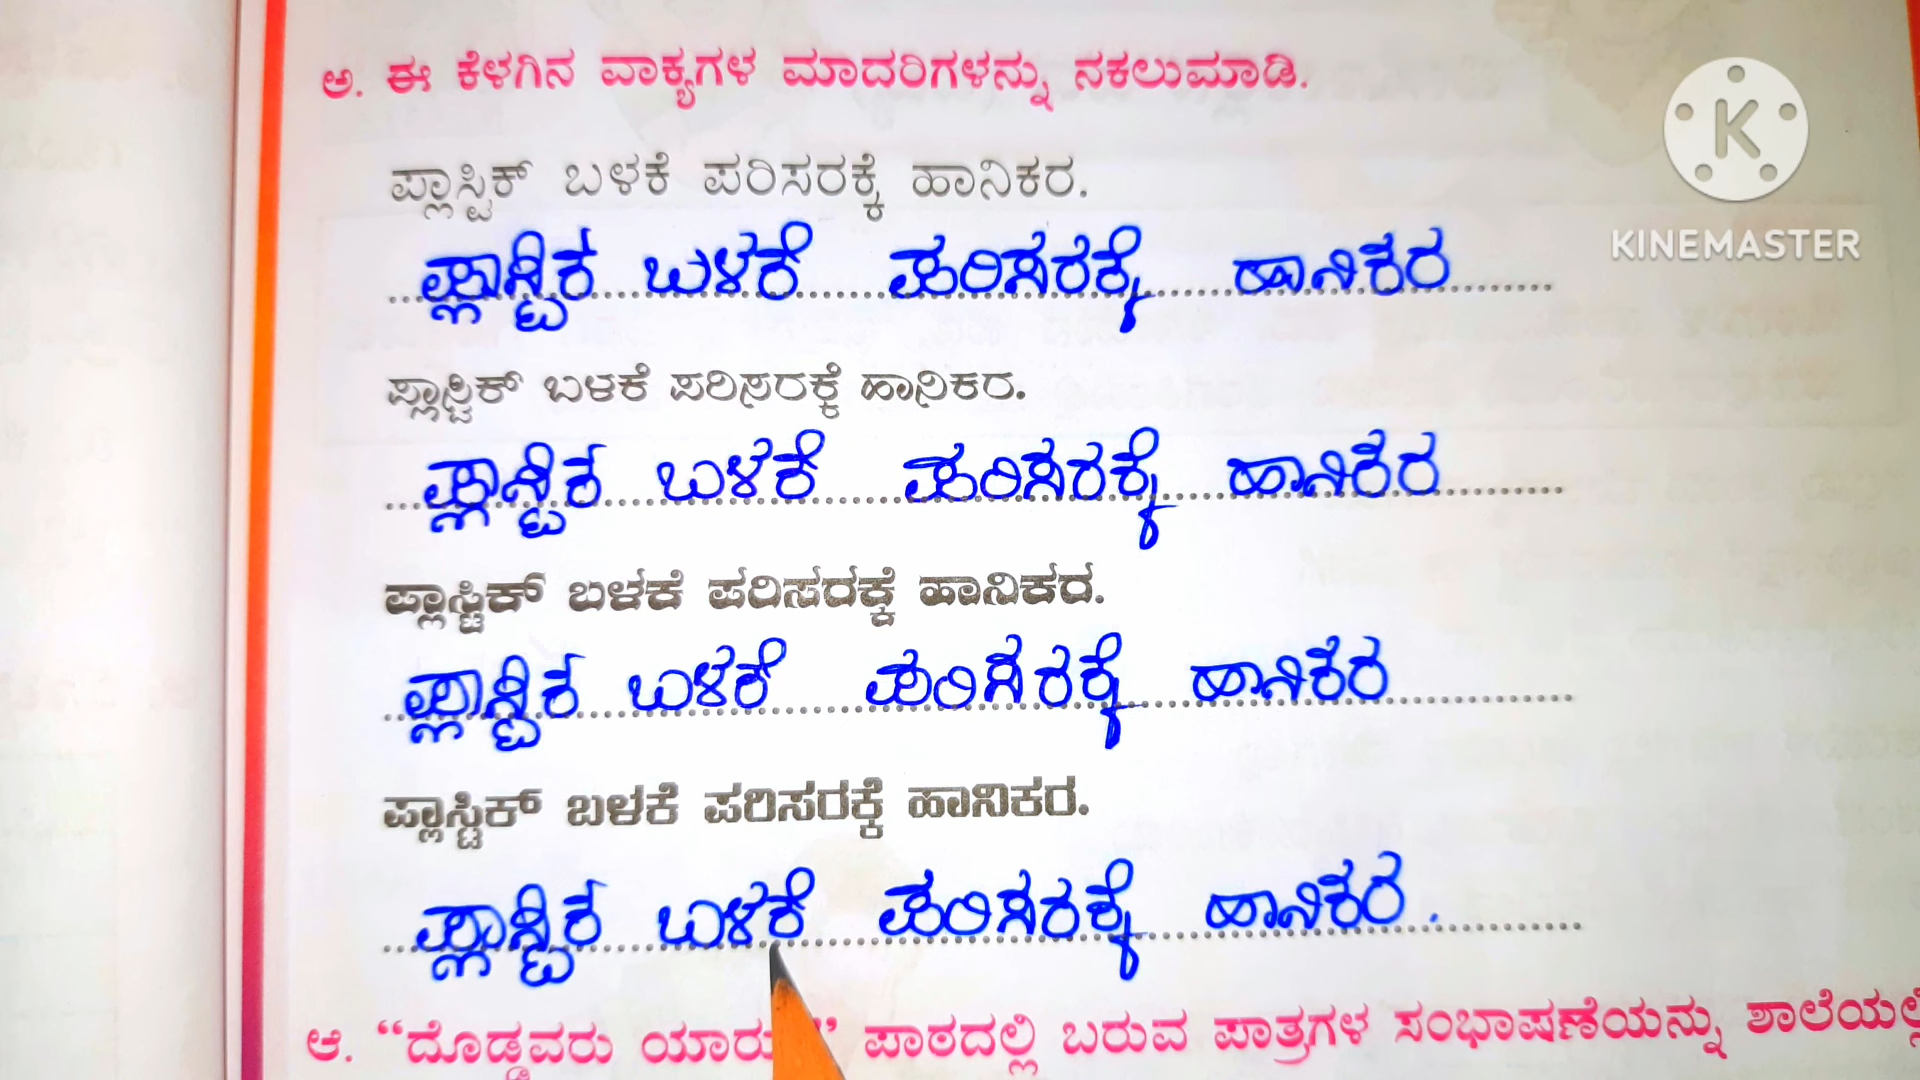 ಅ. ಈ ಕೆಳಗಿನ ವಾಕ್ಯಗಳ ಮಾದರಿಗಳನ್ನು ನಕಲುಮಾಡಿ.
K
KINEMASTER
ಪ್ಲಾಸ್ಟಿಕ್ ಬಳಕೆ ಪರಿಸರಕ್ಕೆ ಹಾನಿಕರ.
ಪ್ಲಾಸ್ಟಿಕ ಬಳಕೆ ಪರಿಸರಕ್ಕೆ ಹಾನಿಕರ
ಪ್ಲಾಸ್ಟಿಕ್ ಬಳಕೆ ಪರಿಸರಕ್ಕೆ ಹಾನಿಕರ.
ಪ್ಲಾಸ್ಟಿಕ ಬಳಕೆ ಪರಿಸರಕ್ಕೆ ಹಾನಿಕರ
ಪ್ಲಾಸ್ಟಿಕ್ ಬಳಕೆ ಪರಿಸರಕ್ಕೆ ಹಾನಿಕರ.
ಪ್ಲಾಸ್ಟಿಕ ಬಳಕೆ ಪರಿಸರಕ್ಕೆ ಹಾನಿಕರ
ಪ್ಲಾಸ್ಟಿಕ್ ಬಳಕೆ ಪರಿಸರಕ್ಕೆ ಹಾನಿಕರ.
ಪ್ಲಾಸ್ಟಿಕ ಬಳಕೆ ಪರಿಸರಕ್ಕೆ ಹಾನಿಕರ.
ಆ. “ದೊಡ್ಡವರು ಯಾರು” ಪಾಠದಲ್ಲಿ ಬರುವ ಪಾತ್ರಗಳ ಸಂಭಾಷಣೆಯನ್ನು